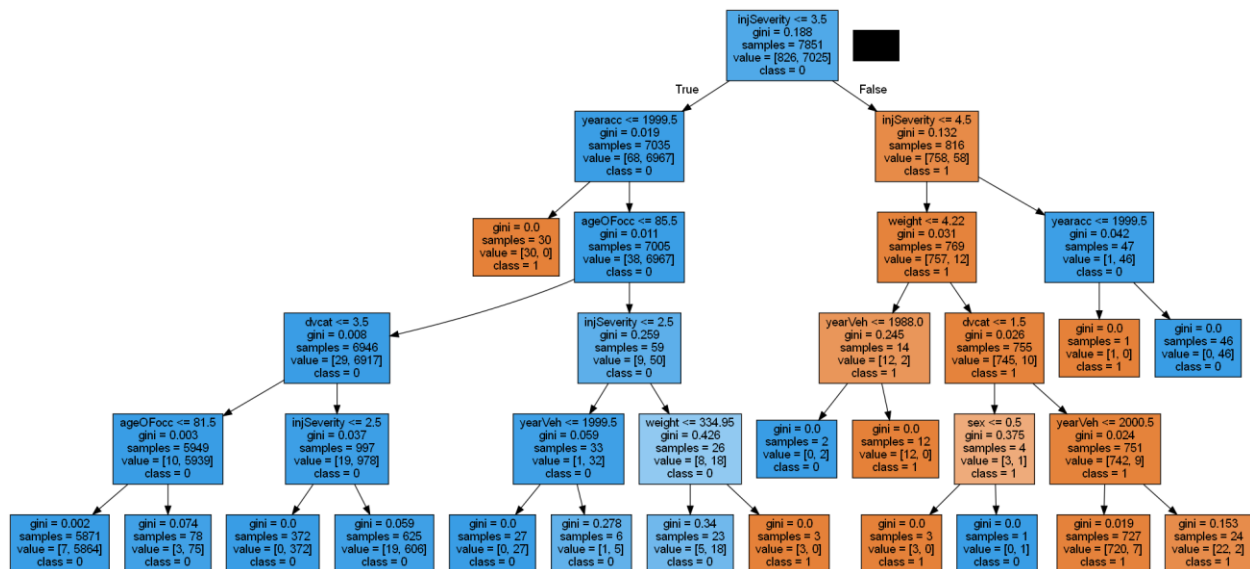 injSeverity <= 3.5
gini = 0.188
samples = 7851
value = [826, 7025]
class = 0
True
False
yearacc <= 1999.5
gini = 0.019
samples = 7035
value = [68, 6967]
class = 0
injSeverity <= 4.5
gini = 0.132
samples = 816
value = [758, 58]
class = 1
gini = 0.0
samples = 30
value = [30, 0]
class = 1
ageOFocc <= 85.5
gini = 0.011
samples = 7005
value = [38, 6967]
class = 0
weight <= 4.22
gini = 0.031
samples = 769
value = [757, 12]
class = 1
yearacc <= 1999.5
gini = 0.042
samples = 47
value = [1, 46]
class = 0
dvcat <= 3.5
gini = 0.008
samples = 6946
value = [29, 6917]
class = 0
injSeverity <= 2.5
gini = 0.259
samples = 59
value = [9, 50]
class = 0
yearVeh <= 1988.0
gini = 0.245
samples = 14
value = [12, 2]
class = 1
dvcat <= 1.5
gini = 0.026
samples = 755
value = [745, 10]
class = 1
gini = 0.0
samples = 1
value = [1, 0]
class = 1
gini = 0.0
samples = 46
value = [0, 46]
class = 0
ageOFocc <= 81.5
gini = 0.003
samples = 5949
value = [10, 5939]
class = 0
injSeverity <= 2.5
gini = 0.037
samples = 997
value = [19, 978]
class = 0
yearVeh <= 1999.5
gini = 0.059
samples = 33
value = [1, 32]
class = 0
weight <= 334.95
gini = 0.426
samples = 26
value = [8, 18]
class = 0
gini = 0.0
samples = 2
value = [0, 2]
class = 0
gini = 0.0
samples = 12
value = [12, 0]
class = 1
sex <= 0.5
gini = 0.375
samples = 4
value = [3, 1]
class = 1
yearVeh <= 2000.5
gini = 0.024
samples = 751
value = [742, 9]
class = 1
gini = 0.002
samples = 5871
value = [7, 5864]
class = 0
gini = 0.074
samples = 78
value = [3, 75]
class = 0
gini = 0.0
samples = 372
value = [0, 372]
class = 0
gini = 0.059
samples = 625
value = [19, 606]
class = 0
gini = 0.0
samples = 27
value = [0, 27]
class = 0
gini = 0.278
samples = 6
value = [1, 5]
class = 0
gini = 0.34
samples = 23
value = [5, 18]
class = 0
gini = 0.0
samples = 3
value = [3, 0]
class = 1
gini = 0.0
samples = 3
value = [3, 0]
class = 1
gini = 0.0
samples = 1
value = [0, 1]
class = 0
gini = 0.019
samples = 727
value = [720, 7]
class = 1
gini = 0.153
samples = 24
value = [22, 2]
class = 1